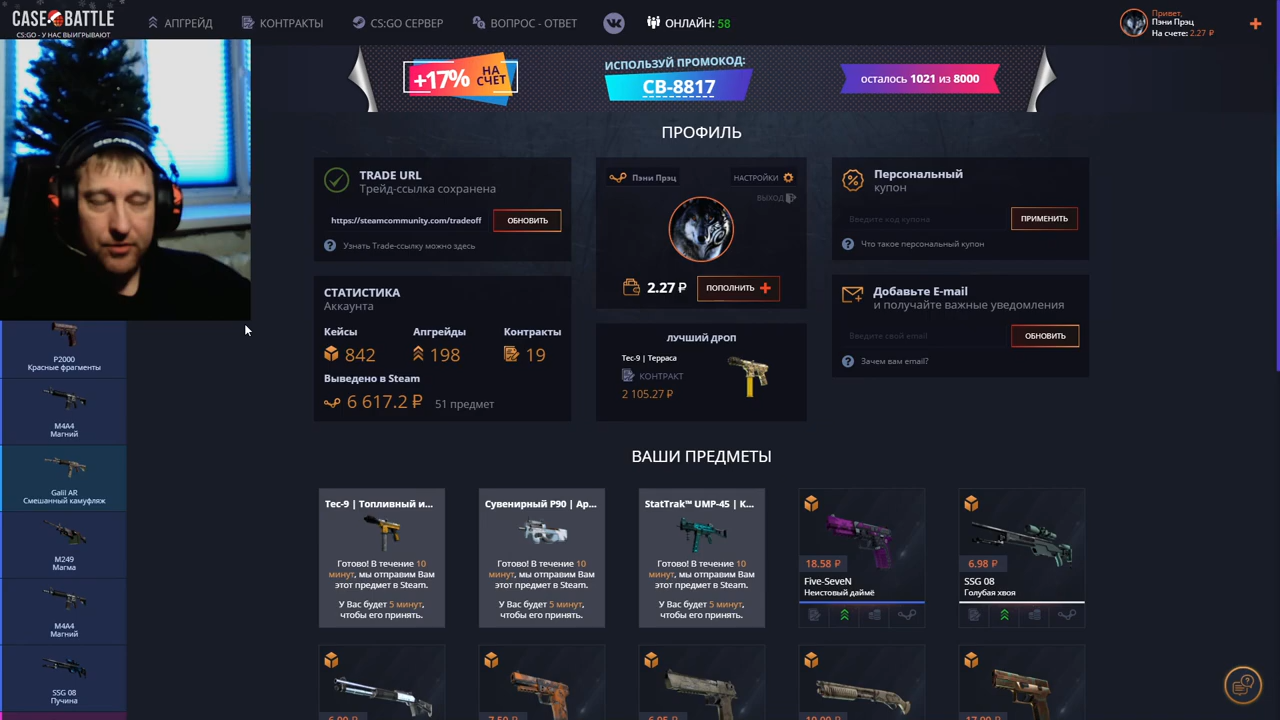 CASE BATTLE
CS:GO - У НАС ВЫИГРЫВАЮТ
АПГРЕЙД
КОНТРАКТЫ
CS:GO СЕРВЕР
ВОПРОС - ОТВЕТ
ОНЛАЙН: 58
Привет,
Пэни Прэц
На счете: 2.27 ₽
+17% НА СЧЕТ
ИСПОЛЬЗУЙ ПРОМОКОД:
CB-8817
осталось 1021 из 8000
ПРОФИЛЬ
TRADE URL
Трейд-ссылка сохранена
https://steamcommunity.com/tradeoff
ОБНОВИТЬ
Узнать Trade-ссылку можно здесь
Пэни Прэц
НАСТРОЙКИ
ВЫХОД
2.27 ₽
ПОПОЛНИТЬ
Персональный
купон
Введите код купона
ПРИМЕНИТЬ
Что такое персональный купон
СТАТИСТИКА
Аккаунта
Кейсы
Апгрейды
Контракты
842
198
19
Выведено в Steam
6 617.2 ₽ 51 предмет
ЛУЧШИЙ ДРОП
Tec-9 | Терраса
КОНТРАКТ
2 105.27 ₽
Добавьте E-mail
и получайте важные уведомления
Введите свой email
ОБНОВИТЬ
Зачем вам email?
P2000
Красные фрагменты
M4A4
Магний
Galil AR
Смешанный камуфляж
M249
Магма
M4A4
Магний
SSG 08
Пучина
ВАШИ ПРЕДМЕТЫ
Tec-9 | Топливный и...
Готово! В течение 10
минут, мы отправим Вам
этот предмет в Steam.
У Вас будет 5 минут,
чтобы его принять.
Сувенирный P90 | Ар...
Готово! В течение 10
минут, мы отправим Вам
этот предмет в Steam.
У Вас будет 5 минут,
чтобы его принять.
StatTrak™ UMP-45 | К...
Готово! В течение 10
минут, мы отправим Вам
этот предмет в Steam.
У Вас будет 5 минут,
чтобы его принять.
18.58 ₽
Five-SeveN
Неистовый даймё
6.98 ₽
SSG 08
Голубая хвоя